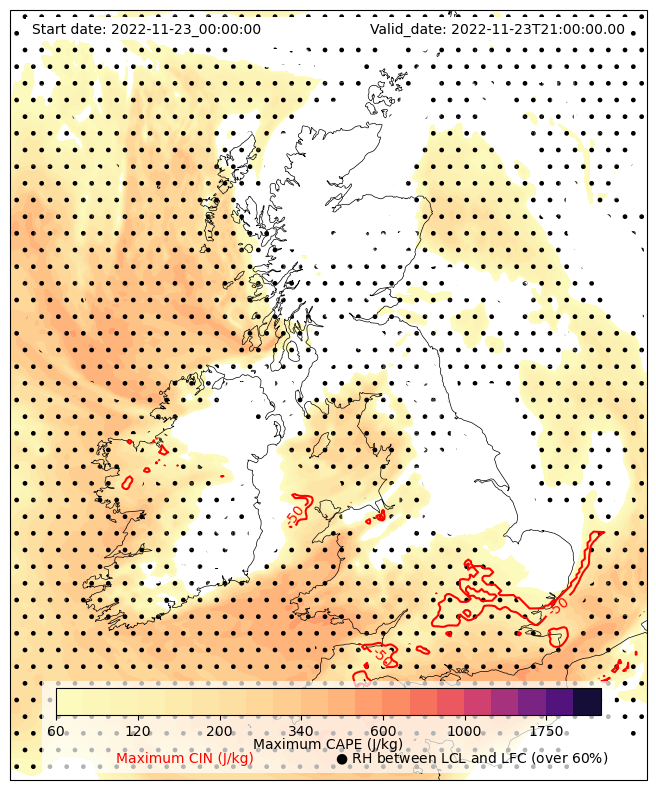 Start date: 2022-11-23_00:00:00 Valid_date: 2022-11-23T21:00:00.00
-50
-50
-50
60 120 200 340 600 1000 1750
Maximum CAPE (J/kg)
Maximum CIN (J/kg) ● RH between LCL and LFC (over 60%)